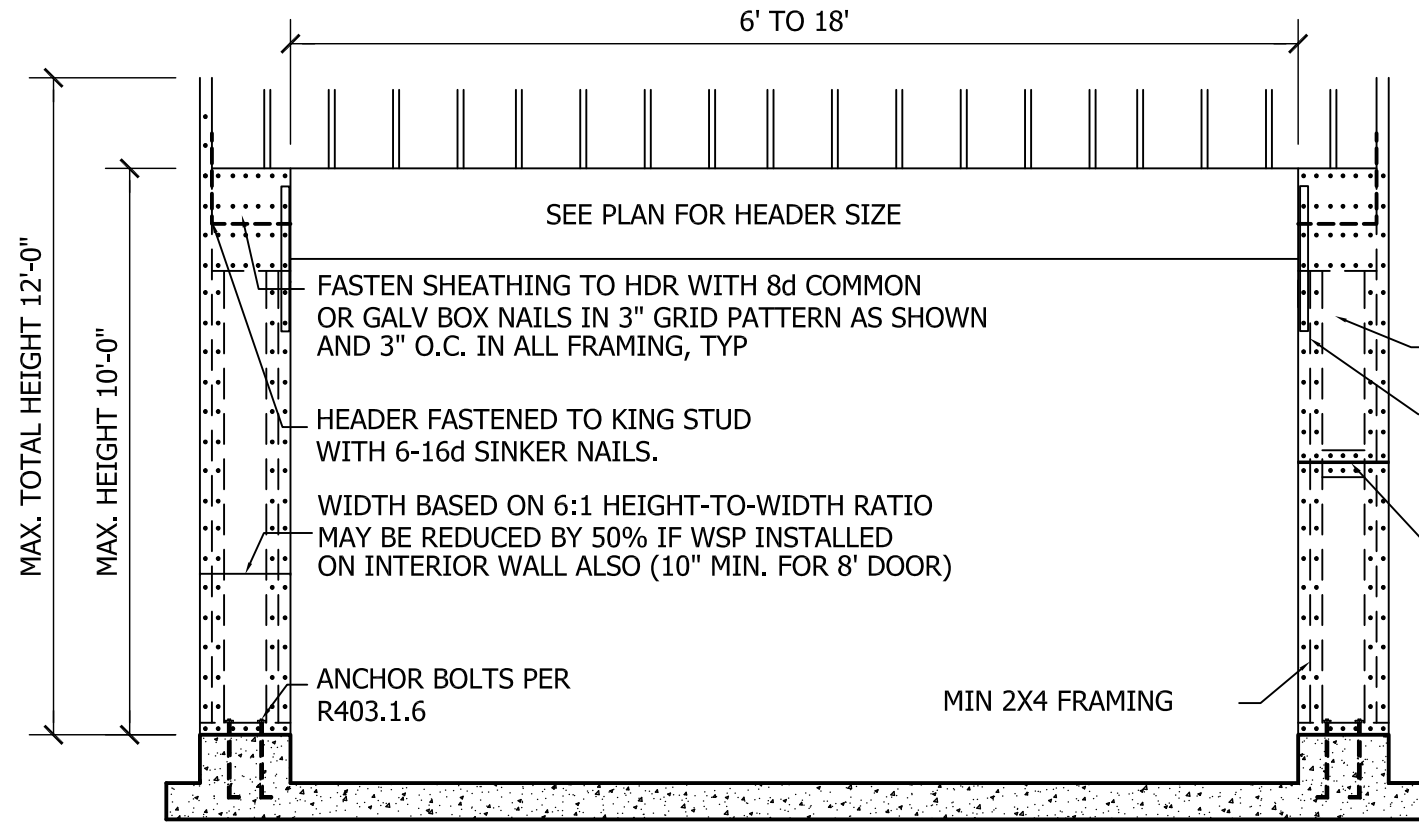 6' TO 18'
MAX. TOTAL HEIGHT 12'-0"
MAX. HEIGHT 10'-0"
SEE PLAN FOR HEADER SIZE
FASTEN SHEATHING TO HDR WITH 8d COMMON
OR GALV BOX NAILS IN 3" GRID PATTERN AS SHOWN
AND 3" O.C. IN ALL FRAMING, TYP
HEADER FASTENED TO KING STUD
WITH 6-16d SINKER NAILS.
WIDTH BASED ON 6:1 HEIGHT-TO-WIDTH RATIO
MAY BE REDUCED BY 50% IF WSP INSTALLED
ON INTERIOR WALL ALSO (10" MIN. FOR 8' DOOR)
ANCHOR BOLTS PER
R403.1.6
MIN 2X4 FRAMING